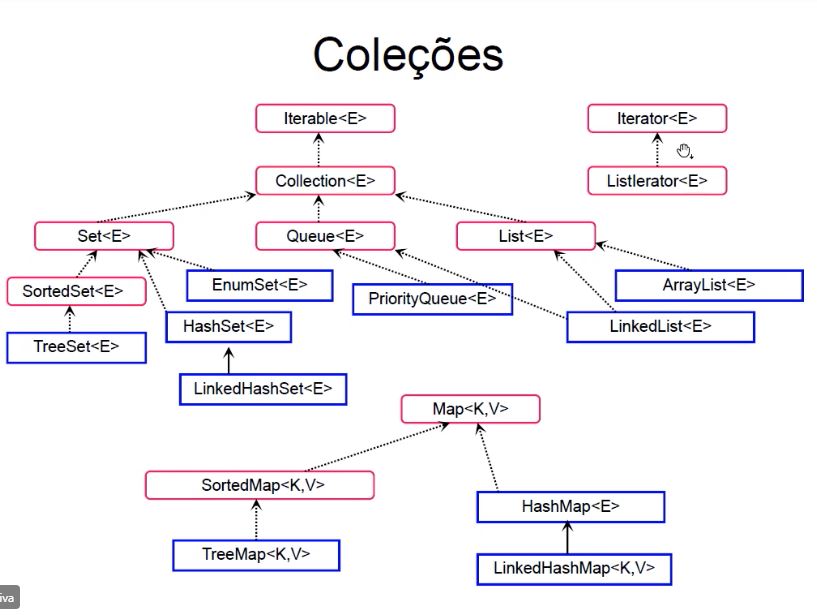 Coleções
Iterable<E>
Iterator<E>
Collection<E>
ListIerator<E>
Set<E>
Queue<E>
List<E>
SortedSet<E>
EnumSet<E>
PriorityQueue<E>
ArrayList<E>
TreeSet<E>
HashSet<E>
LinkedList<E>
LinkedHashSet<E>
Map<K,V>
SortedMap<K,V>
HashMap<E>
TreeMap<K,V>
LinkedHashMap<K,V>
iva